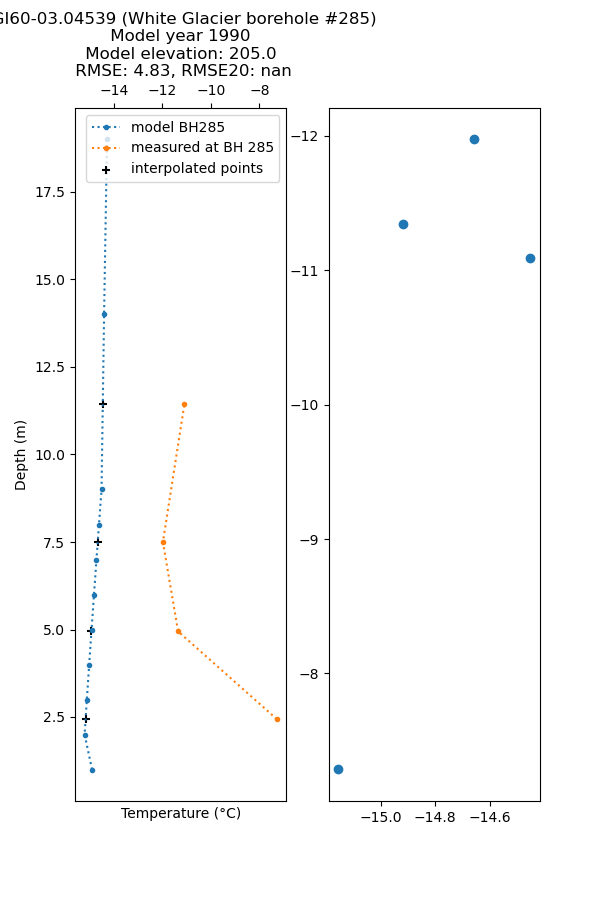 GI60-03.04539 (White Glacier borehole #285)
Model year 1990
Model elevation: 205.0
RMSE: 4.83, RMSE20: nan
−14 −12 −10 −8
model BH285
measured at BH 285
interpolated points
17.5
15.0
12.5
10.0
7.5
5.0
2.5
Depth (m)
Temperature (°C)
−12
−11
−10
−9
−8
−15.0 −14.8 −14.6